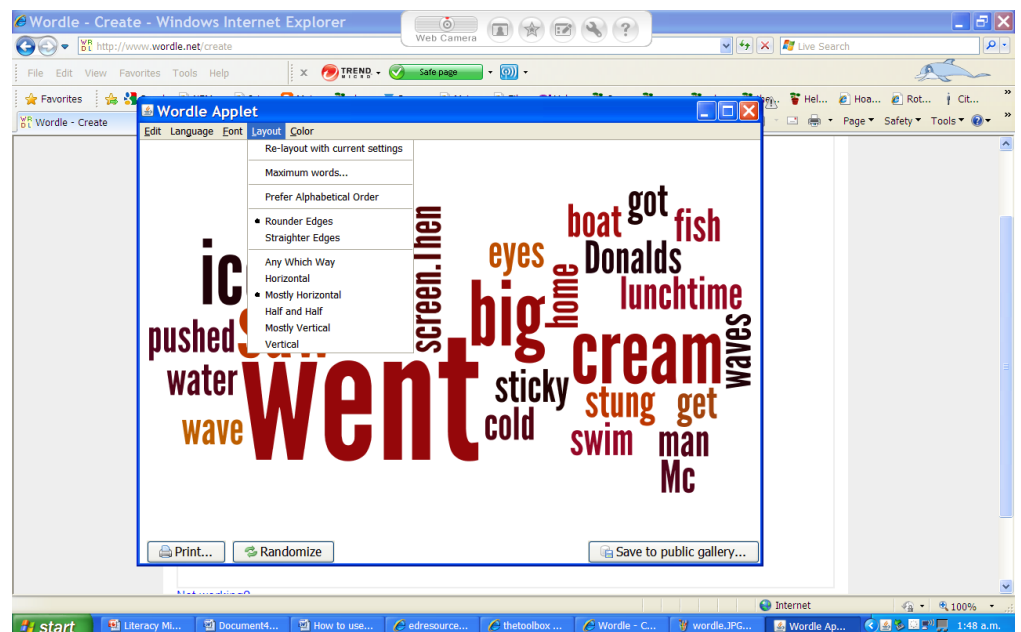 Wordle - Create - Windows Internet Explorer
Web Camera
http://www.wordle.net/create
Live Search
File Edit View Favorites Tools Help
x TREND MICRO Safe page
Favorites
Hel... Hoa... Rot... Cit... »
Wordle - Create
Page Safety Tools »
Wordle Applet
Edit Language Font Layout Color
Re-layout with current settings
Maximum words...
Prefer Alphabetical Order
Rounder Edges
Straighter Edges
Any Which Way
Horizontal
Mostly Horizontal
Half and Half
Mostly Vertical
Vertical
got
boat
fish
screen.Then
eyes
Donalds
home
lunchtime
big
pushed
waves
cream
went
water
sticky
stung
get
wave
cold
swim
man
Mc
Print...
Randomize
Save to public gallery...
Internet
100%
start
Literacy Mi...
Document4...
How to use...
edresource...
thetoolbox ...
Wordle - C...
wordle.JPG...
Wordle Ap...
1:48 a.m.